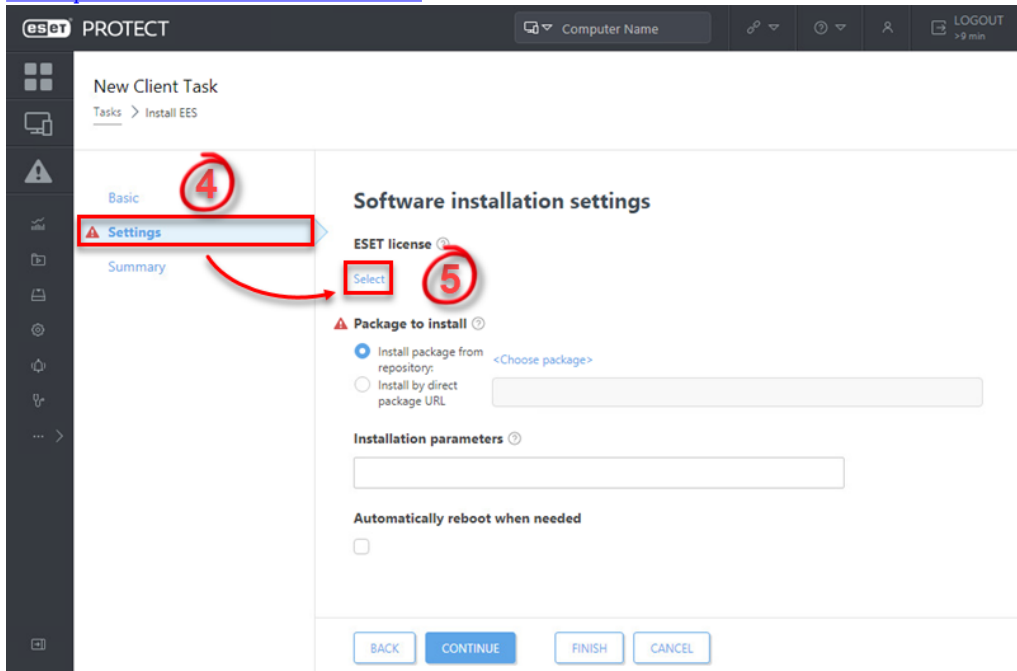 eset PROTECT
Computer Name
LOGOUT
>9 min
New Client Task
Tasks > Install EES
Basic
4
Settings
Summary
Software installation settings
ESET license
Select
5
Package to install
Install package from
repository:
<Choose package>
Install by direct
package URL
Installation parameters
Automatically reboot when needed
BACK
CONTINUE
FINISH
CANCEL